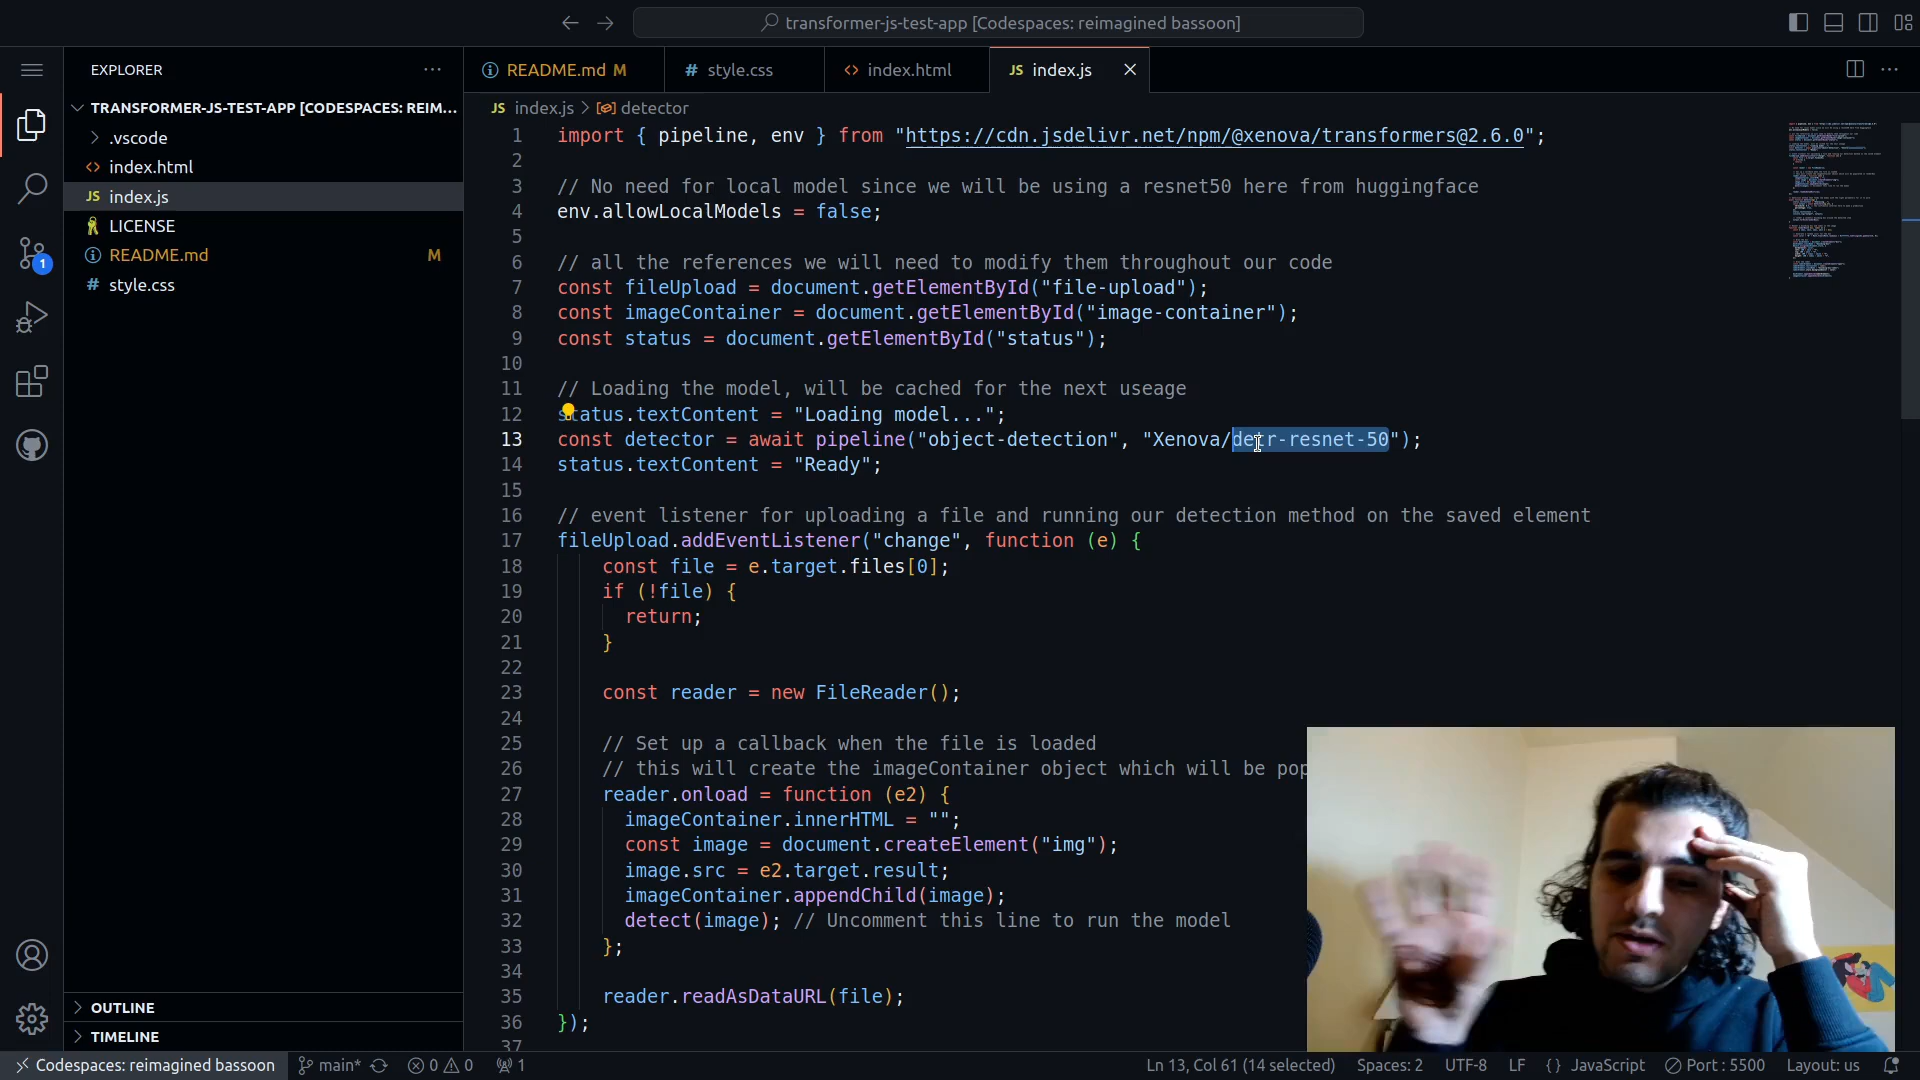 transformer-js-test-app [Codespaces: reimagined bassoon]
EXPLORER
TRANSFORMER-JS-TEST-APP [CODESPACES: REIM...
.vscode
index.html
index.js
LICENSE
README.md M
style.css
1
OUTLINE
TIMELINE
README.md M
style.css
index.html
JS index.js
JS index.js > detector
1 import { pipeline, env } from "https://cdn.jsdelivr.net/npm/@xenova/transformers@2.6.0";
2
3 // No need for local model since we will be using a resnet50 here from huggingface
4 env.allowLocalModels = false;
5
6 // all the references we will need to modify them throughout our code
7 const fileUpload = document.getElementById("file-upload");
8 const imageContainer = document.getElementById("image-container");
9 const status = document.getElementById("status");
10
11 // Loading the model, will be cached for the next useage
12 status.textContent = "Loading model...";
13 const detector = await pipeline("object-detection", "Xenova/detr-resnet-50");
14 status.textContent = "Ready";
15
16 // event listener for uploading a file and running our detection method on the saved element
17 fileUpload.addEventListener("change", function (e) {
18 const file = e.target.files[0];
19 if (!file) {
20 return;
21 }
22
23 const reader = new FileReader();
24
25 // Set up a callback when the file is loaded
26 // this will create the imageContainer object which will be pop
27 reader.onload = function (e2) {
28 imageContainer.innerHTML = "";
29 const image = document.createElement("img");
30 image.src = e2.target.result;
31 imageContainer.appendChild(image);
32 detect(image); // Uncomment this line to run the model
33 };
34
35 reader.readAsDataURL(file);
36 });
37
Codespaces: reimagined bassoon main* 0 0 1 Ln 13, Col 61 (14 selected) Spaces: 2 UTF-8 LF {} JavaScript Port : 5500 Layout: us